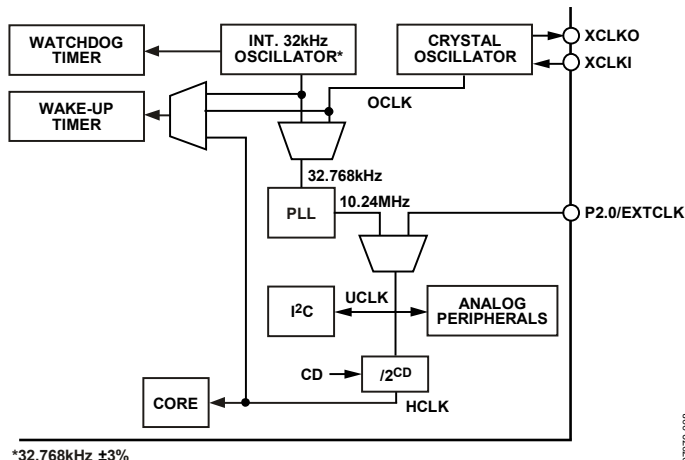 WATCHDOG
TIMER
INT. 32kHz
OSCILLATOR*
CRYSTAL
OSCILLATOR
XCLKO
XCLKI
WAKE-UP
TIMER
OCLK
32.768kHz
PLL
10.24MHz
P2.0/EXTCLK
I2C
UCLK
ANALOG
PERIPHERALS
CD
/2CD
CORE
HCLK
*32.768kHz ±3%